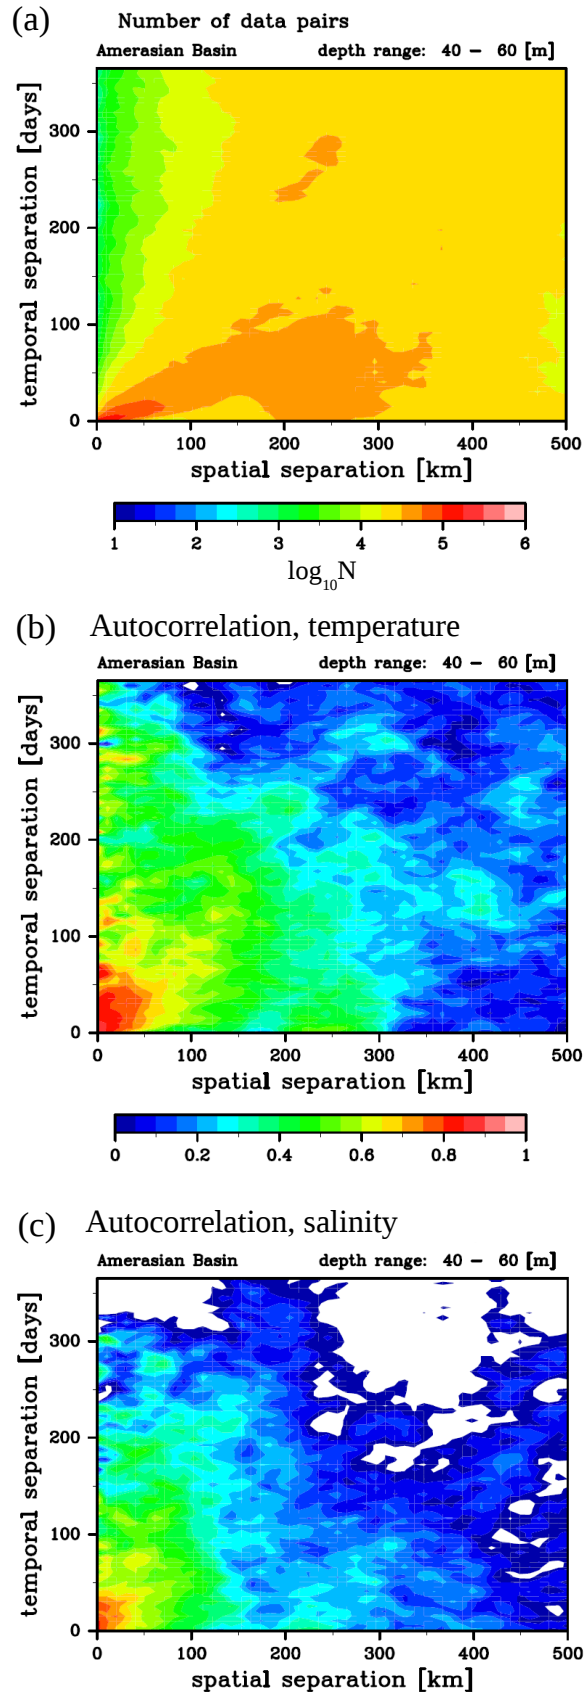 (a) Number of data pairs
Amerasian Basin depth range: 40 – 60 [m]
temporal separation [days]
300
200
100
0
0 100 200 300 400 500
spatial separation [km]
1 2 3 4 5 6
log10N
(b) Autocorrelation, temperature
Amerasian Basin depth range: 40 – 60 [m]
temporal separation [days]
300
200
100
0
0 100 200 300 400 500
spatial separation [km]
0 0.2 0.4 0.6 0.8 1
(c) Autocorrelation, salinity
Amerasian Basin depth range: 40 – 60 [m]
temporal separation [days]
300
200
100
0
0 100 200 300 400 500
spatial separation [km]